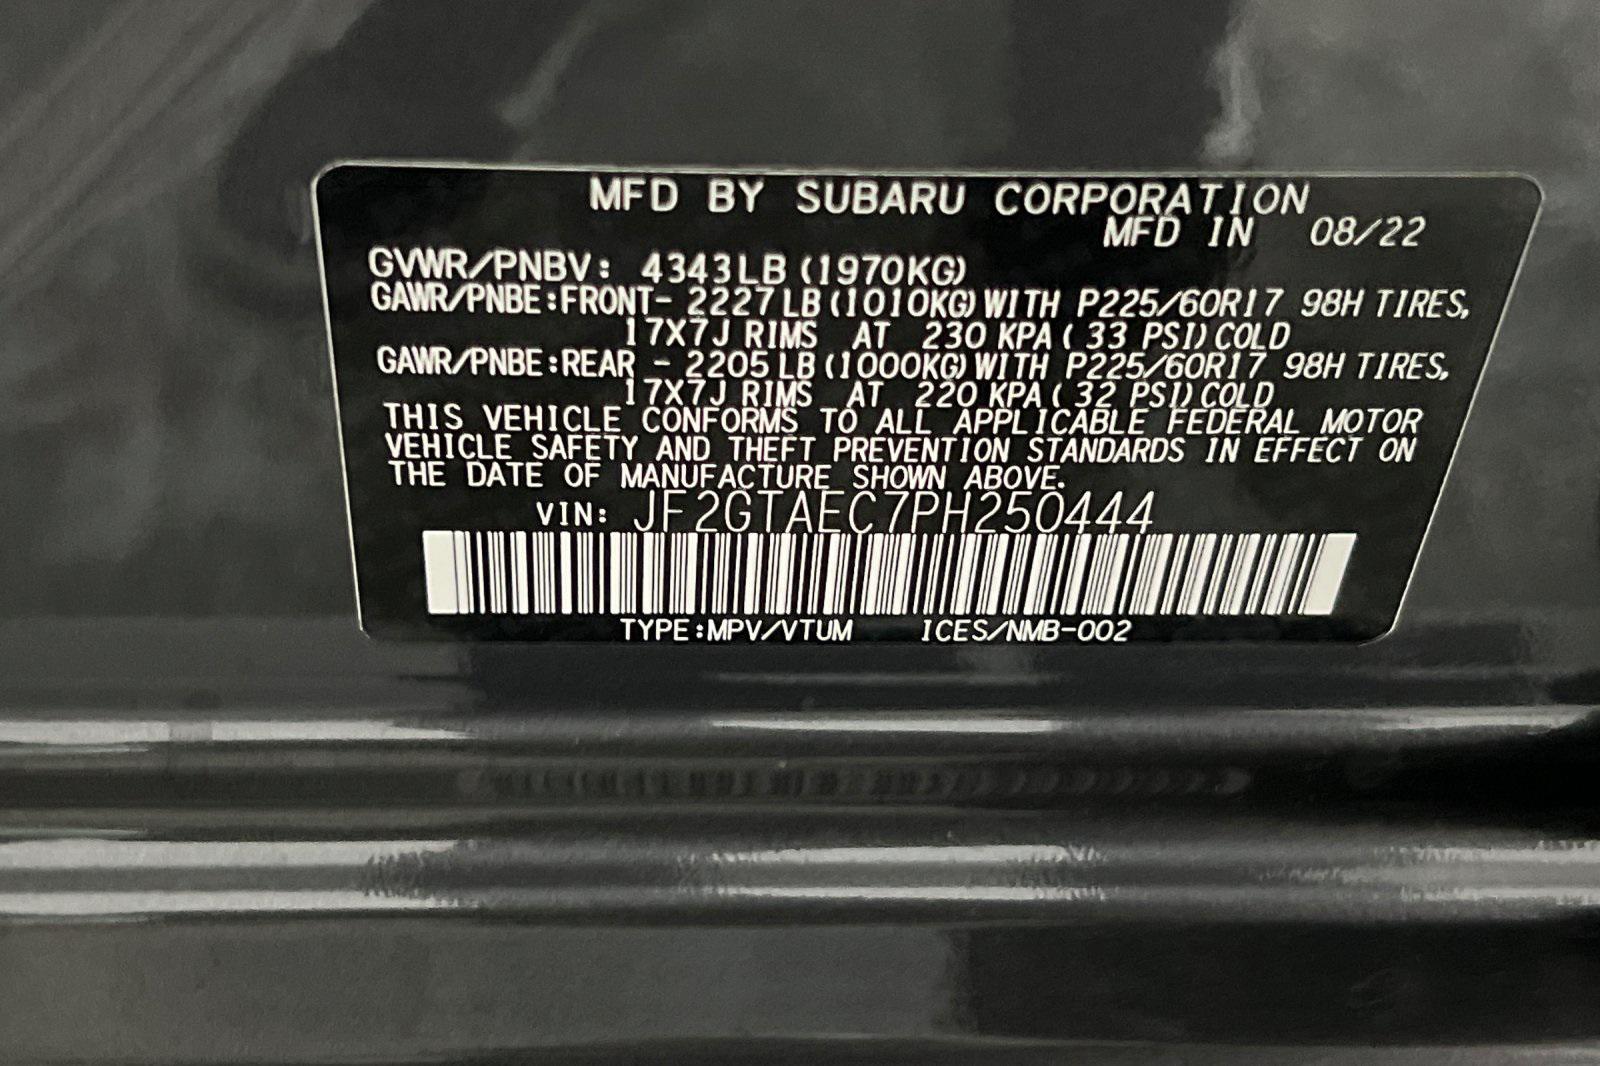 MFD BY SUBARU CORPORATION
MFD IN 08/22
GVWR/PNBV: 4343LB (1970KG)
GAWR/PNBE:FRONT- 2227LB (1010KG) WITH P225/60R17 98H TIRES,
17X7J RIMS AT 230 KPA ( 33 PSI) COLD
GAWR/PNBE:REAR - 2205LB (1000KG) WITH P225/60R17 98H TIRES,
17X7J RIMS AT 220 KPA ( 32 PSI) COLD
THIS VEHICLE CONFORMS TO ALL APPLICABLE FEDERAL MOTOR
VEHICLE SAFETY AND THEFT PREVENTION STANDARDS IN EFFECT ON
THE DATE OF MANUFACTURE SHOWN ABOVE.
VIN: JF2GTAEC7PH250444
TYPE:MPV/VTUM ICES/NMB-002